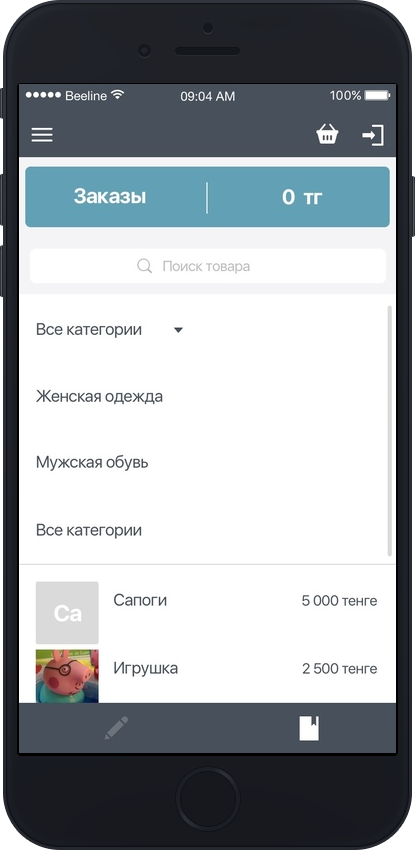 Beeline 09:04 AM 100%
Заказы 0 тг
Поиск товара
Все категории
Женская одежда
Мужская обувь
Все категории
Ca Сапоги 5 000 тенге
Игрушка 2 500 тенге